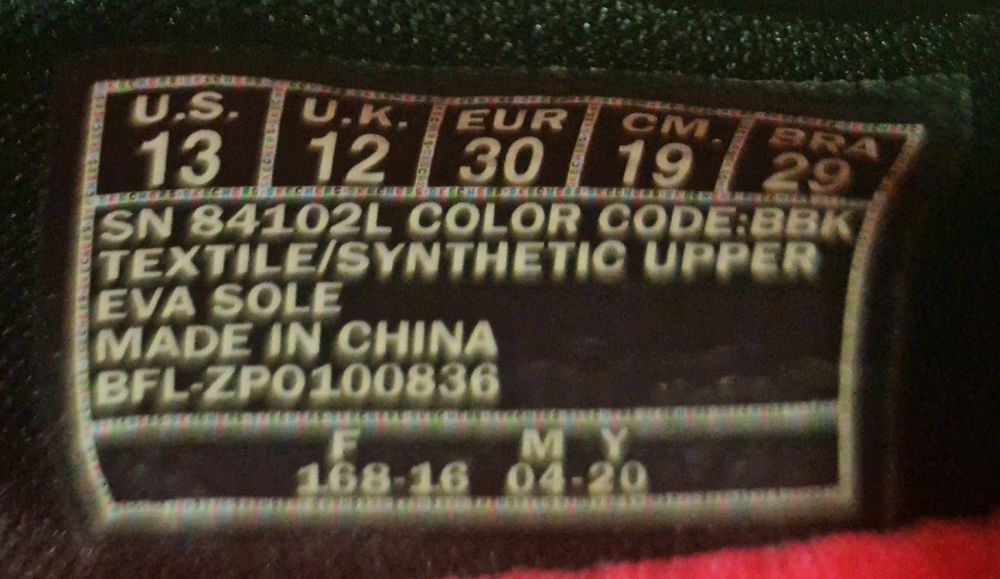 U.S. U.K. EUR CM. BRA
13 12 30 19 29
SN 84102L COLOR CODE:BBK
TEXTILE/SYNTHETIC UPPER
EVA SOLE
MADE IN CHINA
BFL-ZPO100836
F M Y
168-16 04-20